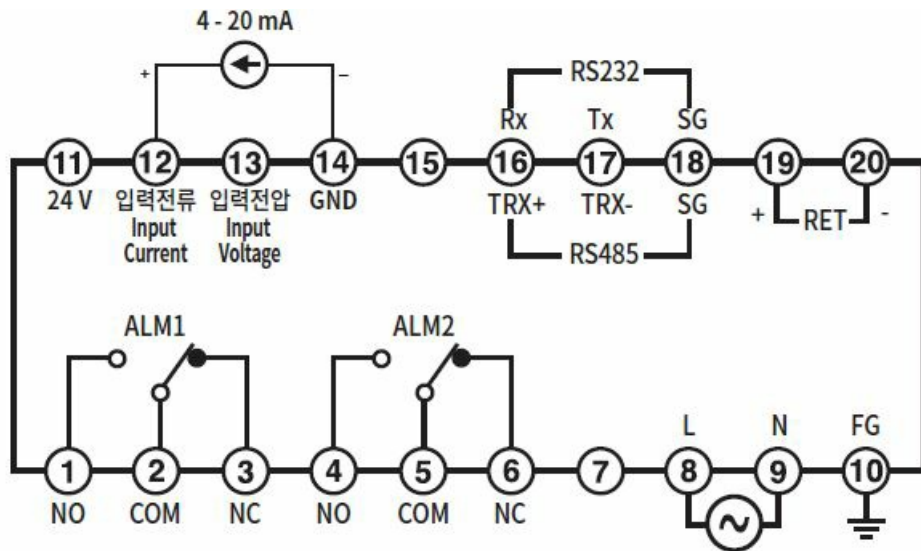 4 - 20 mA
+ −
RS232
Rx Tx SG
11 12 13 14 15 16 17 18 19 20
24 V 입력전류 입력전압 GND TRX+ TRX- SG + RET -
Input Input
Current Voltage
RS485
ALM1 ALM2
L N FG
1 2 3 4 5 6 7 8 9 10
NO COM NC NO COM NC